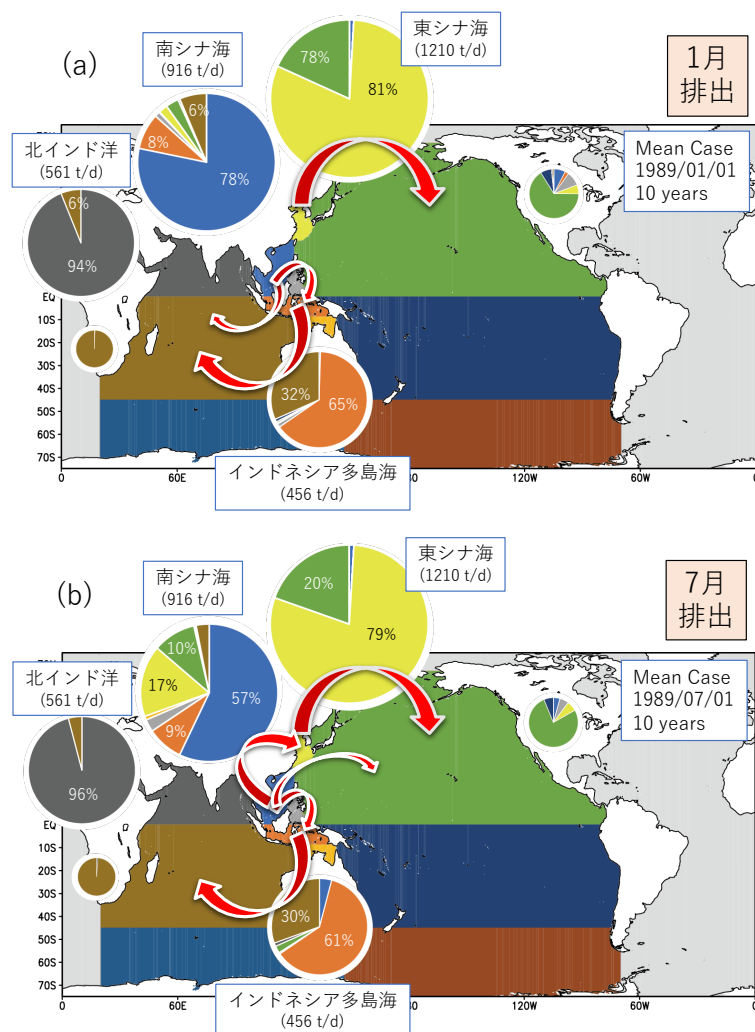 (a)
南シナ海
(916 t/d)
東シナ海
(1210 t/d)
1月
排出
78%
81%
6%
8%
78%
北インド洋
(561 t/d)
6%
94%
Mean Case
1989/01/01
10 years
EQ
10S
20S
30S
40S
50S
60S
70S
32%
65%
インドネシア多島海
(456 t/d)
0
60E
120W
60W
(b)
南シナ海
(916 t/d)
東シナ海
(1210 t/d)
7月
排出
20%
79%
10%
17%
57%
9%
北インド洋
(561 t/d)
96%
Mean Case
1989/07/01
10 years
EQ
10S
20S
30S
40S
50S
60S
70S
30%
61%
インドネシア多島海
(456 t/d)
0
60E
120W
60W